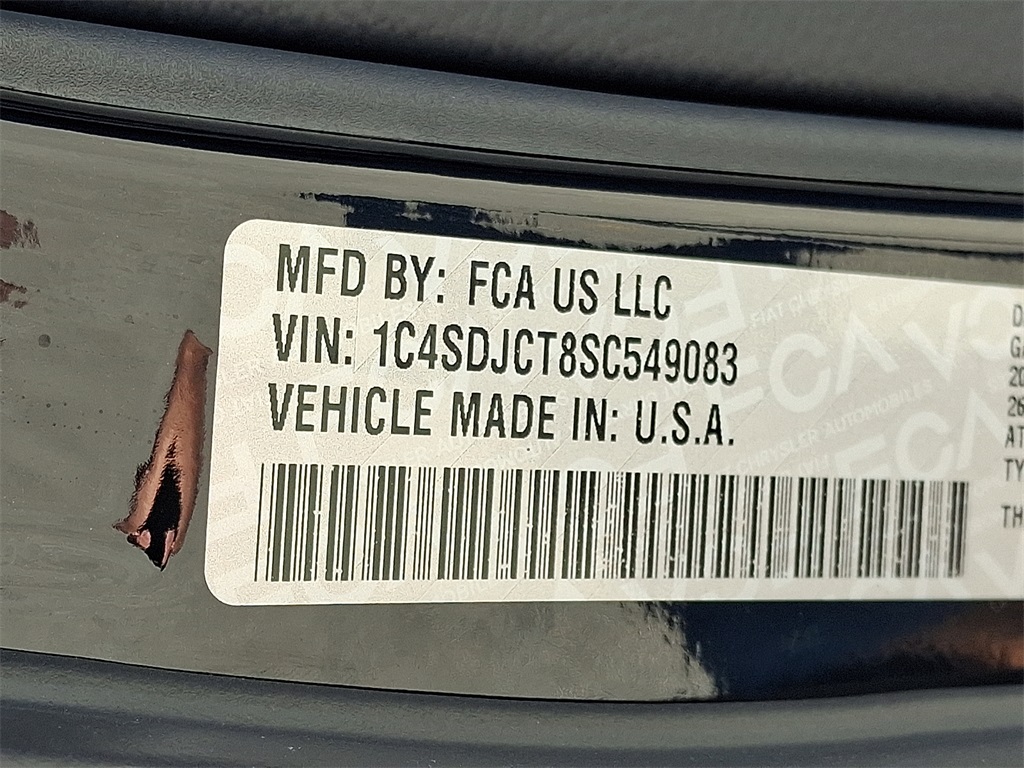 MFD BY: FCA US LLC
VIN: 1C4SDJCT8SC549083
VEHICLE MADE IN: U.S.A.